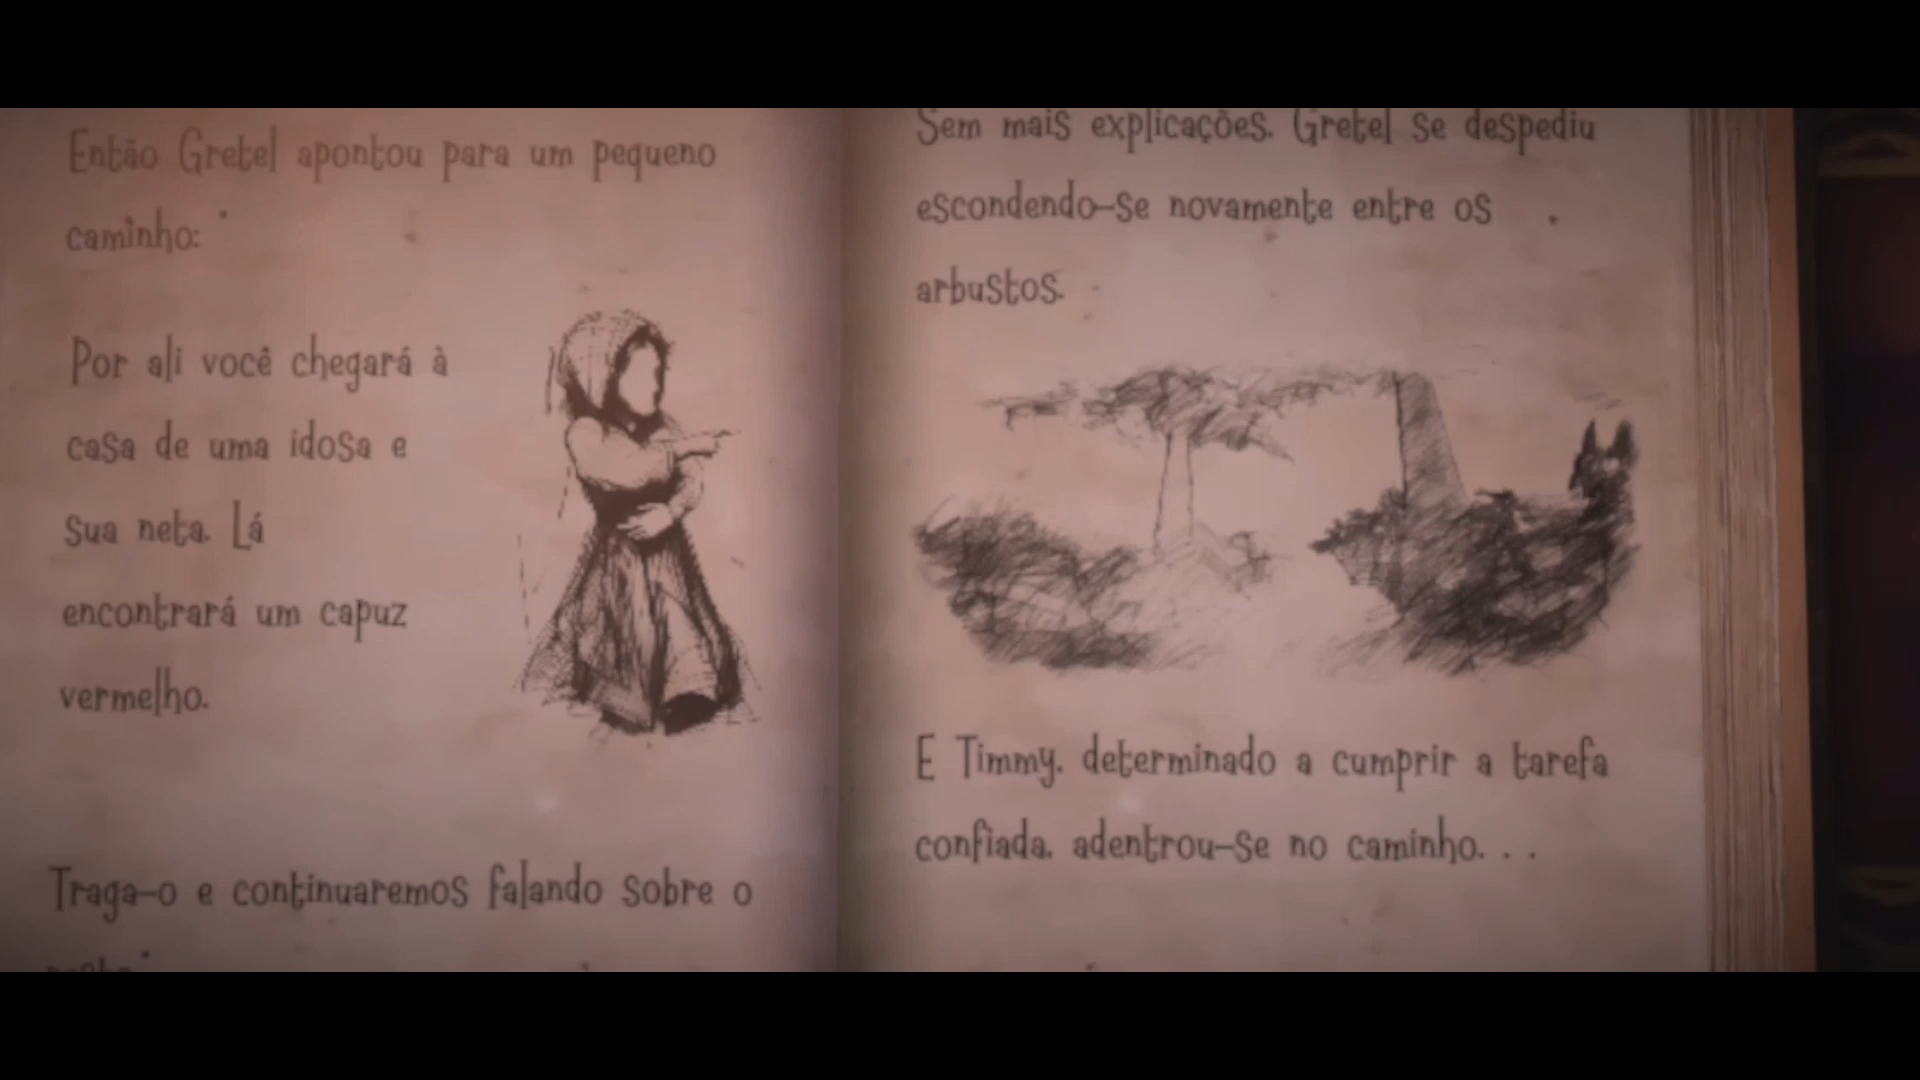 Então Gretel apontou para um pequeno
caminho:
Por ali você chegará à
casa de uma idosa e
sua neta. Lá
encontrará um capuz
vermelho.
Traga-o e continuaremos falando sobre o
Sem mais explicações. Gretel se despediu
escondendo-se novamente entre os
arbustos.
E Timmy, determinado a cumprir a tarefa
confiada, adentrou-se no caminho. . .